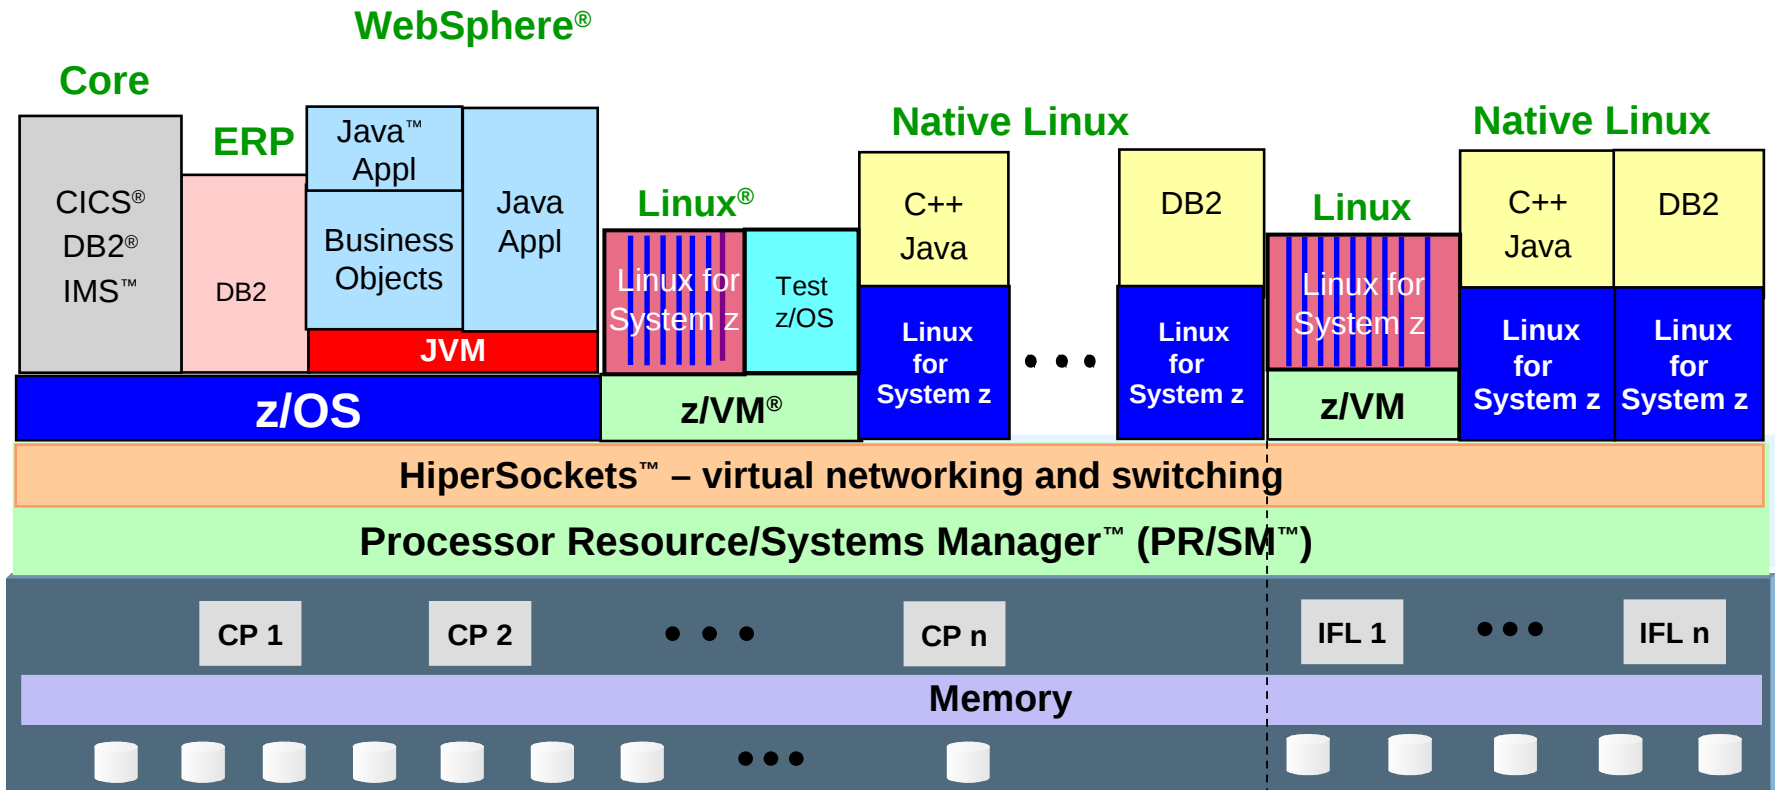 WebSphere®
Core
ERP
Native Linux
Native Linux
CICS®
DB2®
IMS™
DB2
Java™
Appl
Business
Objects
Java
Appl
JVM
z/OS
Linux®
Linux for
System z
Test
z/OS
z/VM®
C++
Java
Linux
for
System z
DB2
Linux
for
System z
Linux
Linux for
System z
z/VM
C++
Java
Linux
for
System z
DB2
Linux
for
System z
HiperSockets™ – virtual networking and switching
Processor Resource/Systems Manager™ (PR/SM™)
CP 1
CP 2
CP n
IFL 1
IFL n
Memory